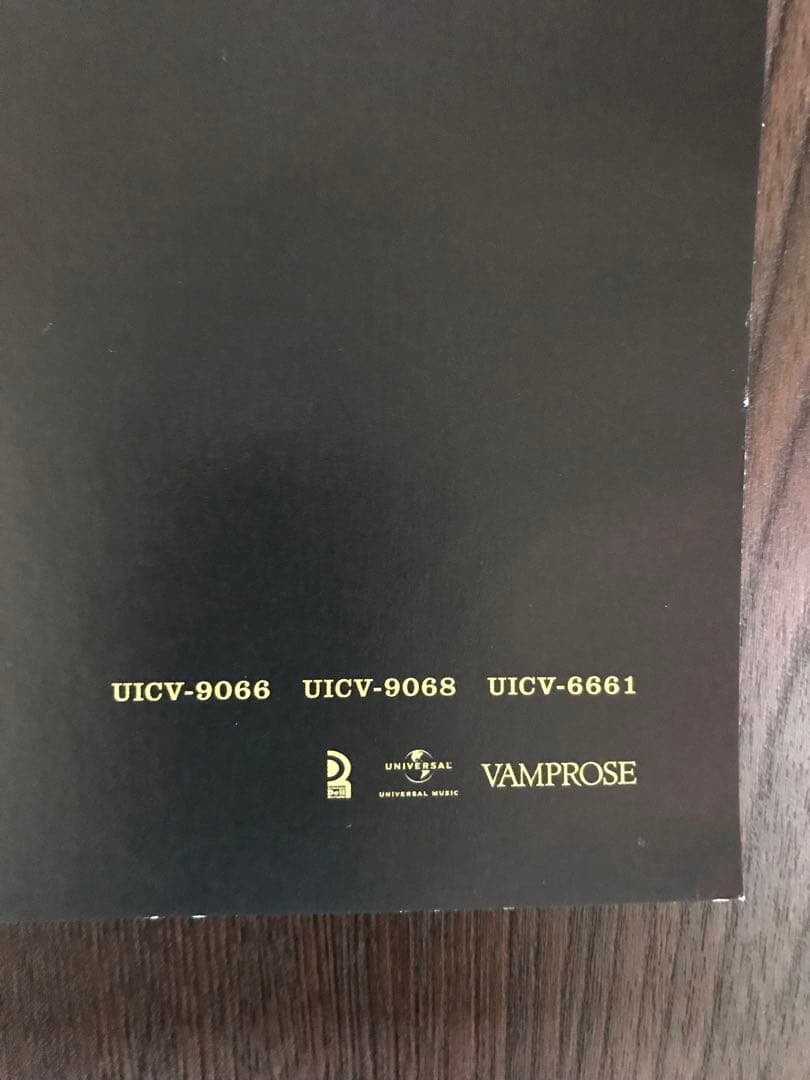 UICV-9066 UICV-9068 UICV-6661
UNIVERSAL VAMPROSE
UNIVERSAL MUSIC